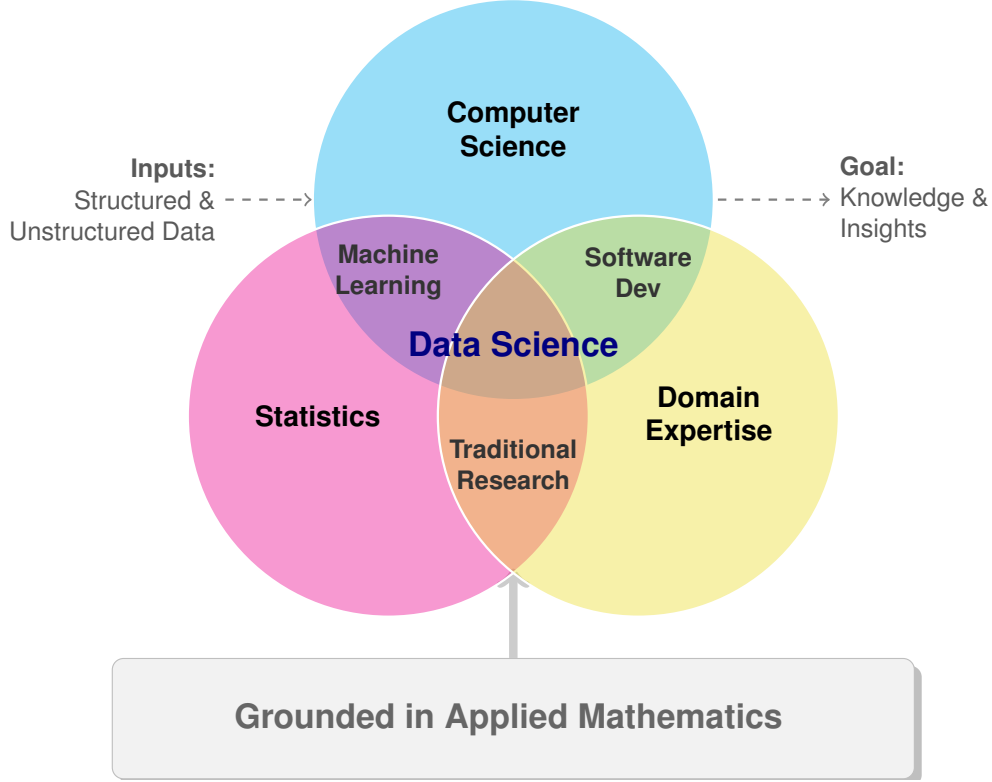 Computer
Science
Inputs:
Structured &
Unstructured Data
Goal:
Knowledge &
Insights
Machine
Learning
Software
Dev
Data Science
Statistics
Domain
Expertise
Traditional
Research
Grounded in Applied Mathematics